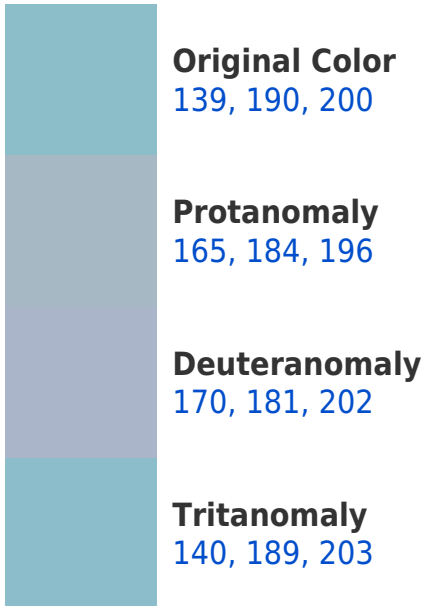 Original Color
139, 190, 200
Protanomaly
165, 184, 196
Deuteranomaly
170, 181, 202
Tritanomaly
140, 189, 203